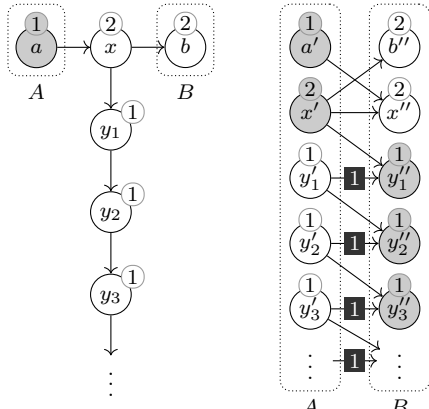 1 2 2
a x b
A B
1
y₁
1
y₂
1
y₃
⋮
1 2
a′ b′′
2 2
x′ x′′
1 1
y′₁ 1 y′′₁
1 1
y′₂ 1 y′′₂
1 1
y′₃ 1 y′′₃
⋮ 1 ⋮
A B